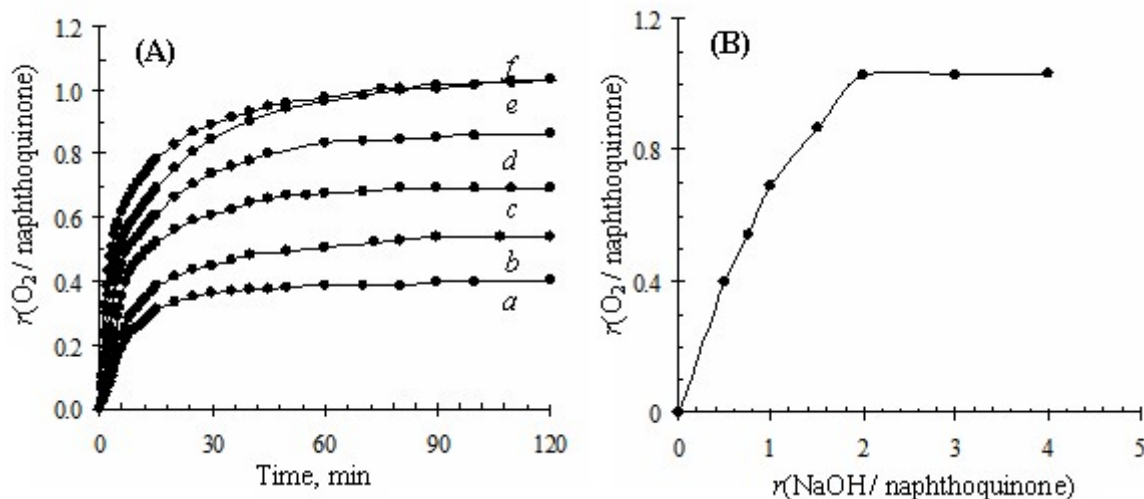 (A)
r(O2 / naphthoquinone)
1.2
1.0
0.8
0.6
0.4
0.2
0.0
f
e
d
c
b
a
0
30
60
90
120
Time, min
(B)
r(O2 / naphthoquinone)
1.2
0.8
0.4
0
0
1
2
3
4
5
r(NaOH / naphthoquinone)